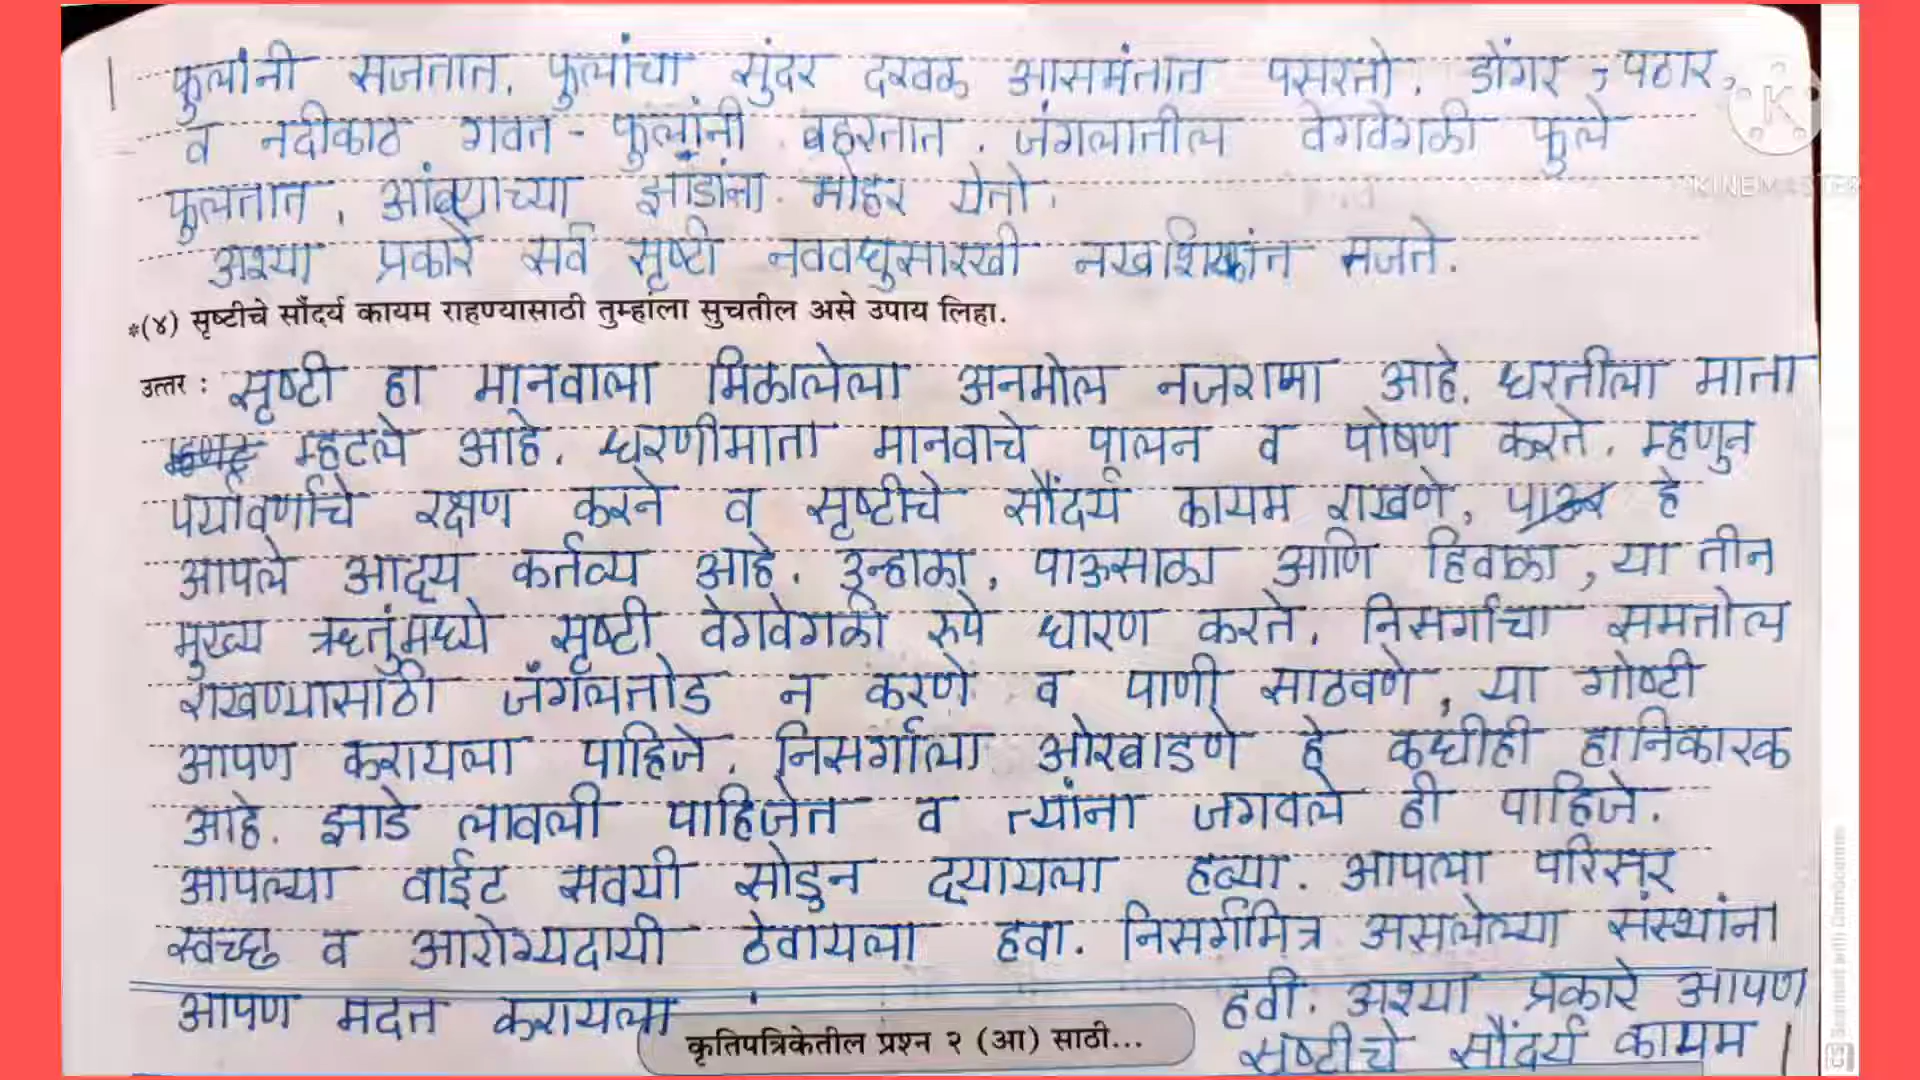 फुलांनी सजतात. फुलांचा सुंदर दरवळ आसमंतात पसरतो. डोंगर, पठार,
व नदीकाठ गवत - फुलांनी बहरतात. जंगलातील वेगवेगळी फुले
फुलतात, आंब्याच्या झाडांना मोहर येतो.
अश्या प्रकारे सर्व सृष्टी नववधुसारखी नखशिखांत सजते.
*(४) सृष्टीचे सौंदर्य कायम राहण्यासाठी तुम्हांला सुचतील असे उपाय लिहा.
उत्तर : सृष्टी हा मानवाला मिळालेला अनमोल नजराणा आहे. धरतीला माता
म्हटले आहे. धरणीमाता मानवाचे पालन व पोषण करते. म्हणुन
पर्यावर्णाचे रक्षण करने व सृष्टीचे सौंदर्य कायम राखणे, हे
आपले आद्य कर्तव्य आहे. उन्हाळा, पाऊसाळा आणि हिवाळा, या तीन
मुख्य ऋतुंमध्ये सृष्टी वेगवेगळी रुपे धारण करते. निसर्गाचा समतोल
राखण्यासाठी जंगलतोड न करणे व पाणी साठवणे, या गोष्टी
आपण करायला पाहिजे. निसर्गाला ओरबाडणे हे कधीही हानिकारक
आहे. झाडे लावली पाहिजेत व त्यांना जगवले ही पाहिजे.
आपल्या वाईट सवयी सोडुन द्यायला हव्या. आपला परिसर
स्वच्छ व आरोग्यदायी ठेवायला हवा. निसर्गमित्र असलेल्या संस्थांना
आपण मदत करायला हवी. अश्या प्रकारे आपण
सृष्टीचे सौंदर्य कायम
कृतिपत्रिकेतील प्रश्न २ (आ) साठी...
K
KINEMASTER
CS Scanned with CamScanner